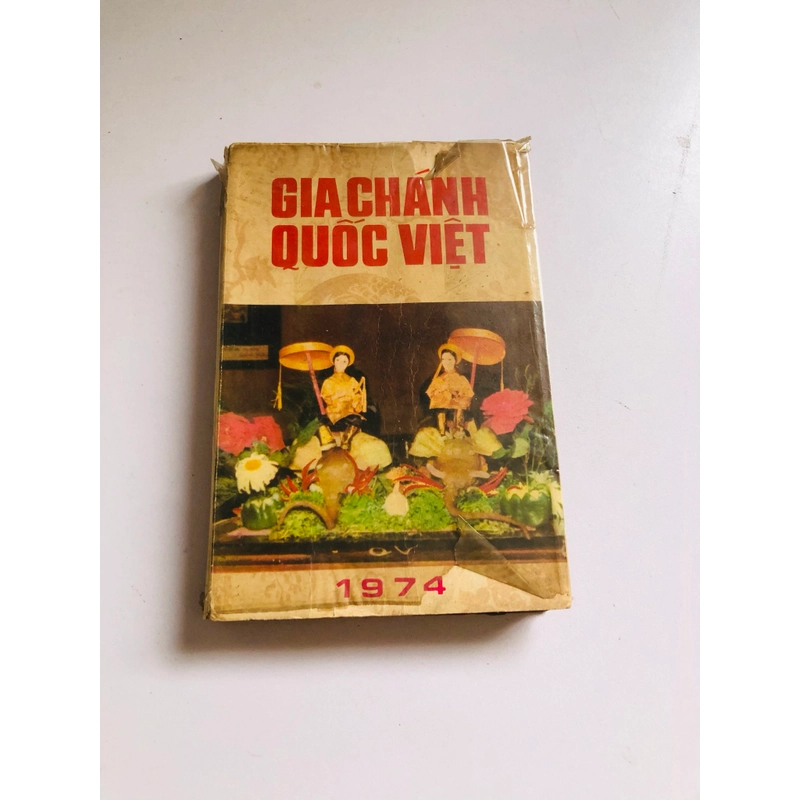 GIA CHÁNH
QUỐC VIỆT
1974